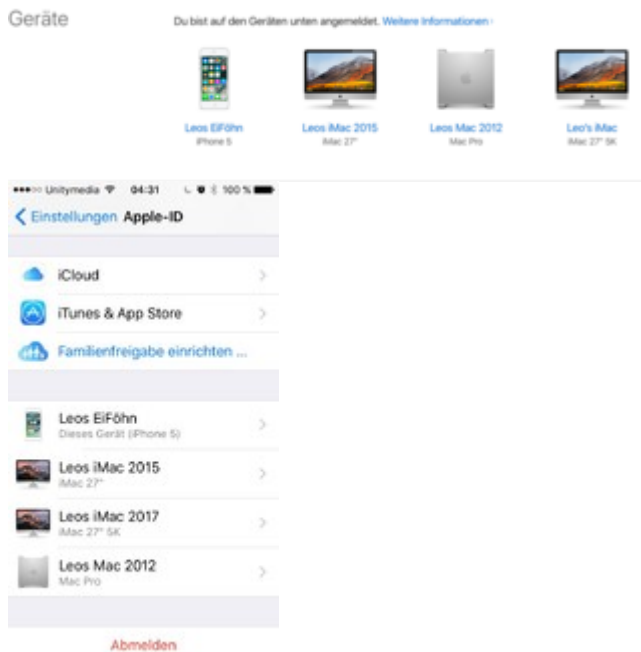 Geräte
Du bist auf den Geräten unten angemeldet. Weitere Informationen ›
Leos EiFöhn
iPhone 5
Leos iMac 2015
iMac 27"
Leos Mac 2012
Mac Pro
Leo's iMac
iMac 27" 5K
Unitymedia 04:31 100 %
Einstellungen Apple-ID
iCloud
iTunes & App Store
Familienfreigabe einrichten ...
Leos EiFöhn
Dieses Gerät (iPhone 5)
Leos iMac 2015
iMac 27"
Leos iMac 2017
iMac 27" 5K
Leos Mac 2012
Mac Pro
Abmelden